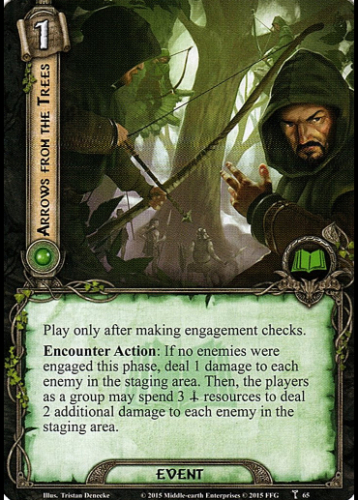 1
ARROWS FROM THE TREES
Play only after making engagement checks.
Encounter Action: If no enemies were
engaged this phase, deal 1 damage to each
enemy in the staging area. Then, the players
as a group may spend 3 resources to deal
2 additional damage to each enemy in the
staging area.
EVENT
Illus. Tristan Denecke © 2015 Middle-earth Enterprises © 2015 FFG 65